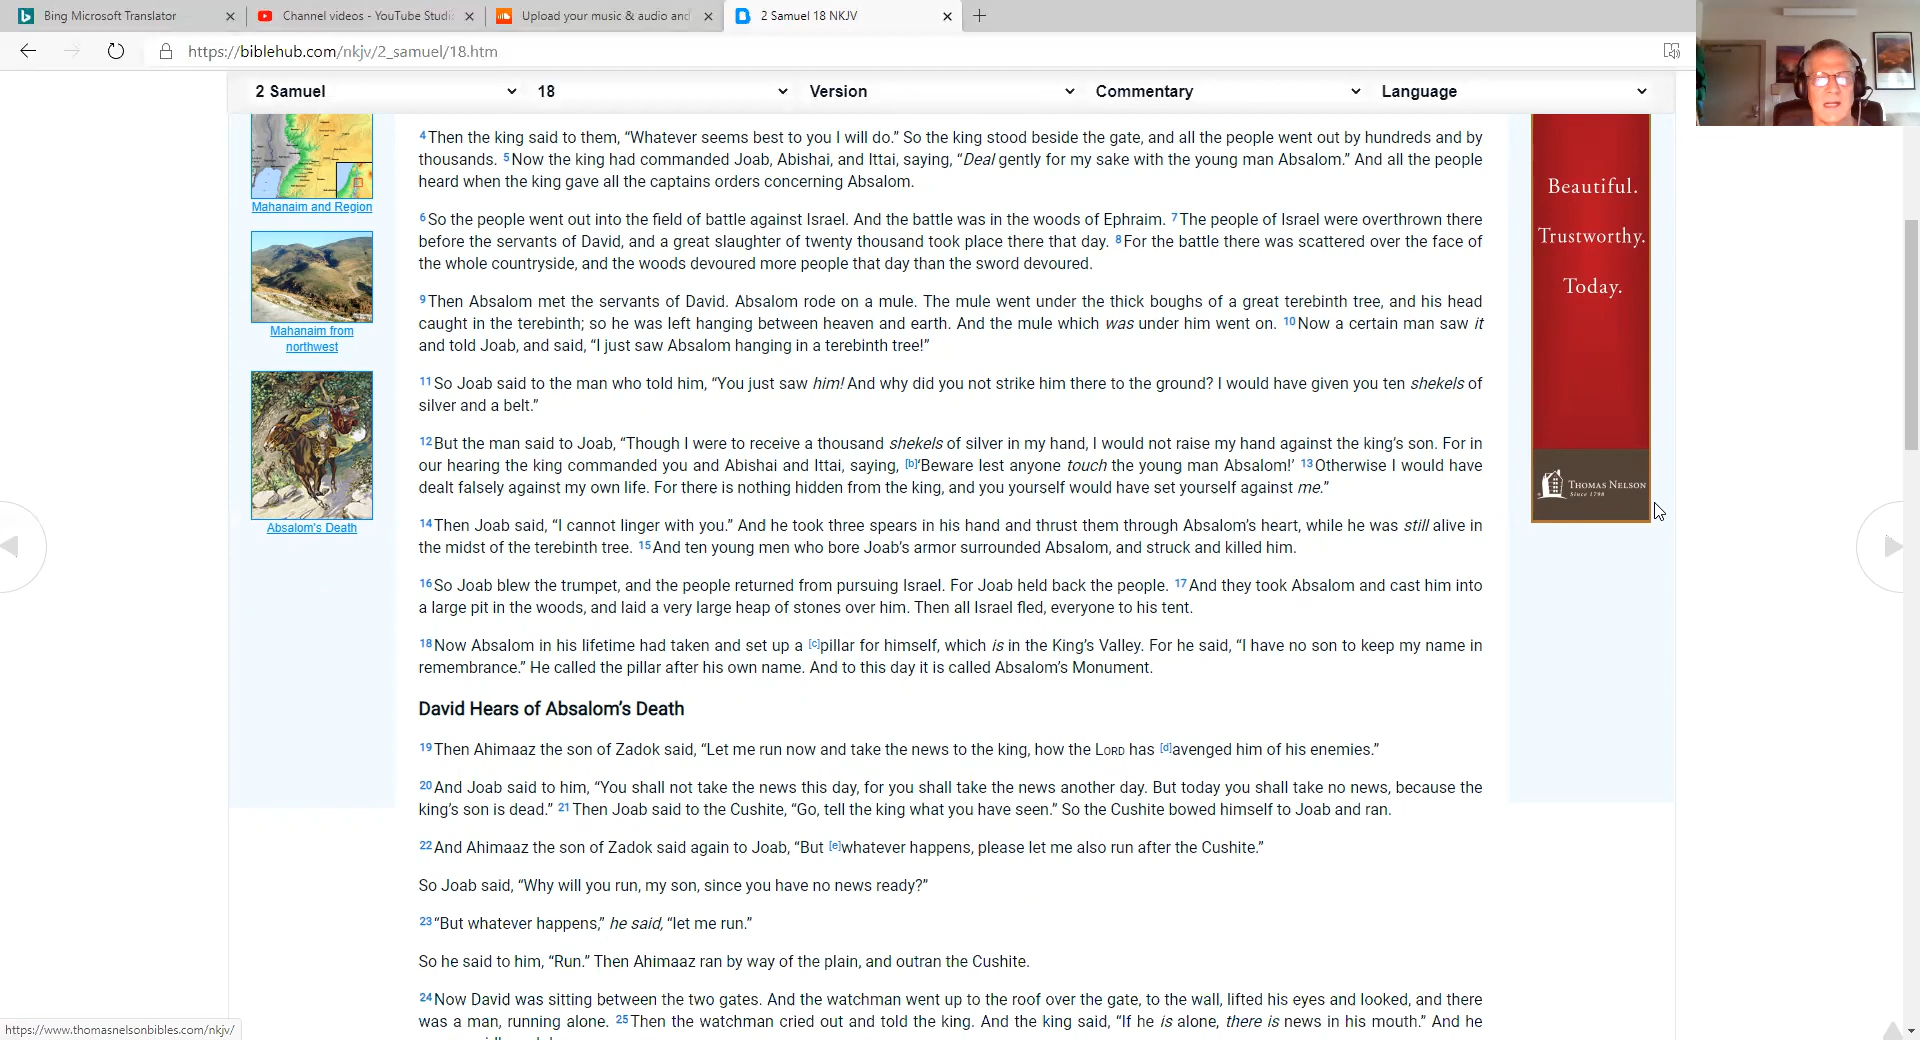 Bing Microsoft Translator
Channel videos - YouTube Studi
Upload your music & audio and
2 Samuel 18 NKJV
https://biblehub.com/nkjv/2_samuel/18.htm
2 Samuel 18 Version Commentary Language
Mahanaim and Region
Mahanaim from
northwest
Absalom's Death
4 Then the king said to them, “Whatever seems best to you I will do.” So the king stood beside the gate, and all the people went out by hundreds and by
thousands. 5 Now the king had commanded Joab, Abishai, and Ittai, saying, “Deal gently for my sake with the young man Absalom.” And all the people
heard when the king gave all the captains orders concerning Absalom.
6 So the people went out into the field of battle against Israel. And the battle was in the woods of Ephraim. 7 The people of Israel were overthrown there
before the servants of David, and a great slaughter of twenty thousand took place there that day. 8 For the battle there was scattered over the face of
the whole countryside, and the woods devoured more people that day than the sword devoured.
9 Then Absalom met the servants of David. Absalom rode on a mule. The mule went under the thick boughs of a great terebinth tree, and his head
caught in the terebinth; so he was left hanging between heaven and earth. And the mule which was under him went on. 10 Now a certain man saw it
and told Joab, and said, “I just saw Absalom hanging in a terebinth tree!”
11 So Joab said to the man who told him, “You just saw him! And why did you not strike him there to the ground? I would have given you ten shekels of
silver and a belt.”
12 But the man said to Joab, “Though I were to receive a thousand shekels of silver in my hand, I would not raise my hand against the king’s son. For in
our hearing the king commanded you and Abishai and Ittai, saying, [b]‘Beware lest anyone touch the young man Absalom!’ 13 Otherwise I would have
dealt falsely against my own life. For there is nothing hidden from the king, and you yourself would have set yourself against me.”
14 Then Joab said, “I cannot linger with you.” And he took three spears in his hand and thrust them through Absalom’s heart, while he was still alive in
the midst of the terebinth tree. 15 And ten young men who bore Joab’s armor surrounded Absalom, and struck and killed him.
16 So Joab blew the trumpet, and the people returned from pursuing Israel. For Joab held back the people. 17 And they took Absalom and cast him into
a large pit in the woods, and laid a very large heap of stones over him. Then all Israel fled, everyone to his tent.
18 Now Absalom in his lifetime had taken and set up a [c]pillar for himself, which is in the King’s Valley. For he said, “I have no son to keep my name in
remembrance.” He called the pillar after his own name. And to this day it is called Absalom’s Monument.
David Hears of Absalom’s Death
19 Then Ahimaaz the son of Zadok said, “Let me run now and take the news to the king, how the LORD has [d]avenged him of his enemies.”
20 And Joab said to him, “You shall not take the news this day, for you shall take the news another day. But today you shall take no news, because the
king’s son is dead.” 21 Then Joab said to the Cushite, “Go, tell the king what you have seen.” So the Cushite bowed himself to Joab and ran.
22 And Ahimaaz the son of Zadok said again to Joab, “But [e]whatever happens, please let me also run after the Cushite.”
So Joab said, “Why will you run, my son, since you have no news ready?”
23 “But whatever happens,” he said, “let me run.”
So he said to him, “Run.” Then Ahimaaz ran by way of the plain, and outran the Cushite.
24 Now David was sitting between the two gates. And the watchman went up to the roof over the gate, to the wall, lifted his eyes and looked, and there
was a man, running alone. 25 Then the watchman cried out and told the king. And the king said, “If he is alone, there is news in his mouth.” And he
Beautiful.
Trustworthy.
Today.
THOMAS NELSON
Since 1798
https://www.thomasnelsonbibles.com/nkjv/